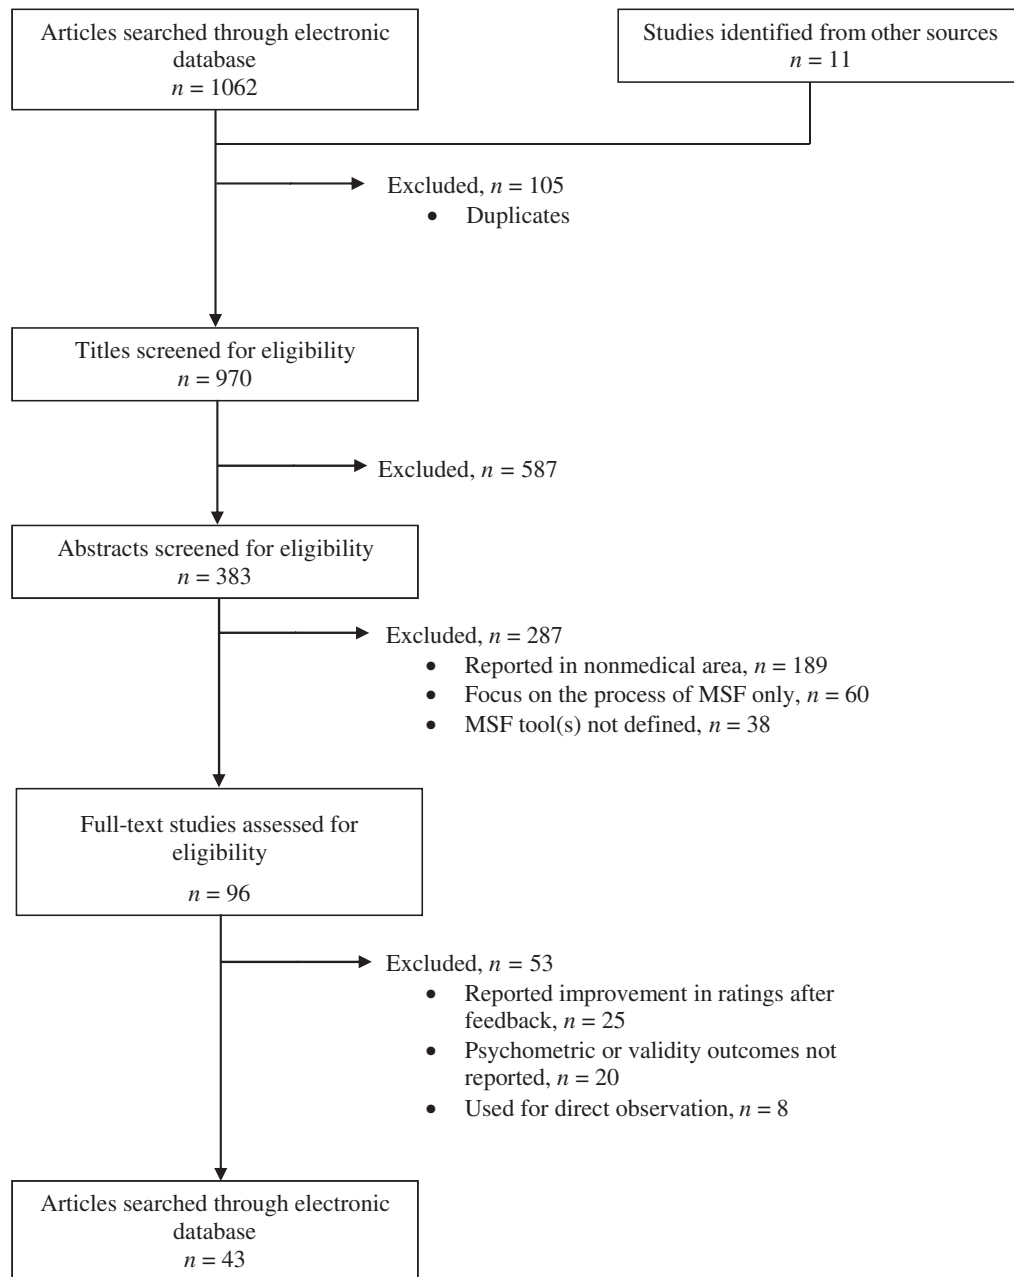 Articles searched through electronic
database
n = 1062
Studies identified from other sources
n = 11
Excluded, n = 105
• Duplicates
Titles screened for eligibility
n = 970
Excluded, n = 587
Abstracts screened for eligibility
n = 383
Excluded, n = 287
• Reported in nonmedical area, n = 189
• Focus on the process of MSF only, n = 60
• MSF tool(s) not defined, n = 38
Full-text studies assessed for
eligibility
n = 96
Excluded, n = 53
• Reported improvement in ratings after
feedback, n = 25
• Psychometric or validity outcomes not
reported, n = 20
• Used for direct observation, n = 8
Articles searched through electronic
database
n = 43